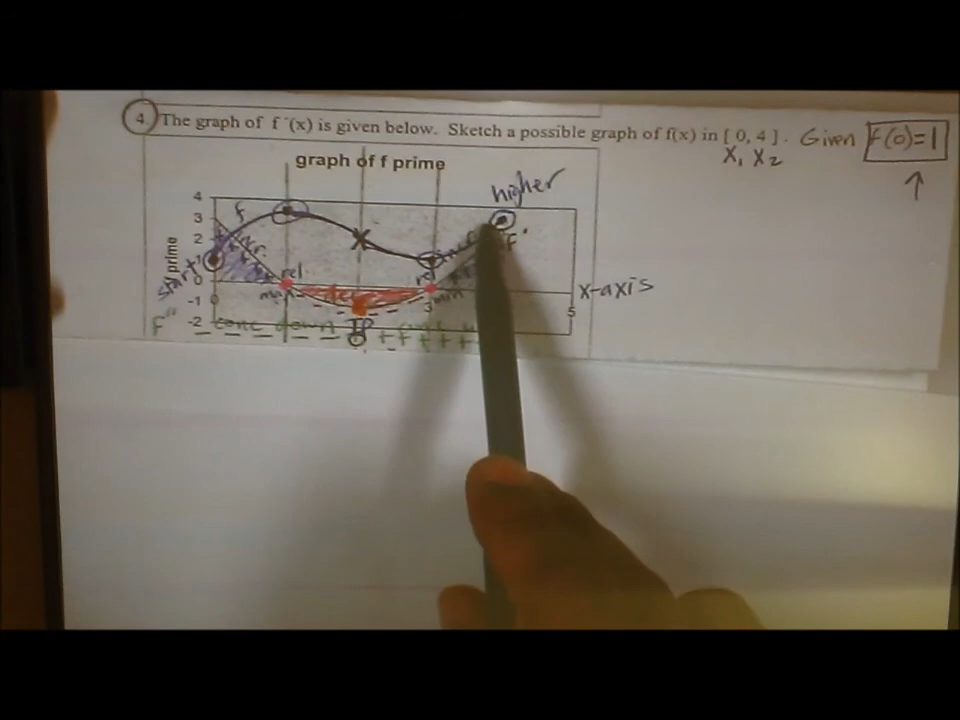 4. The graph of f '(x) is given below. Sketch a possible graph of f(x) in [ 0, 4 ]. Given f(0)=1
X, X2
graph of f prime
higher
4
3
2
1
0
-1
-2
y prime
f
incr.
start
rel
max
rel
min
f'
0
3
5
x-axis
F" conc down IP